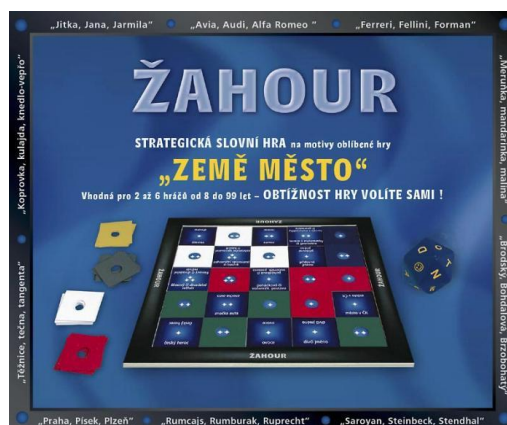 „Jitka, Jana, Jarmila“
„Avia, Audi, Alfa Romeo “
„Ferreri, Fellini, Forman“
„Koprovka, kulajda, knedlo-vepřo“
„Meruňka, mandarinka, malina“
ŽAHOUR
STRATEGICKÁ SLOVNÍ HRA na motivy oblíbené hry
„ZEMĚ MĚSTO“
Vhodná pro 2 až 6 hráčů od 8 do 99 let – OBTÍŽNOST HRY VOLÍTE SAMI !
„Těžnice, tečna, tangenta“
„Brodský, Bohdalová, Brzobohatý“
ŽAHOUR
ŽAHOUR
ŽAHOUR
ŽAHOUR
D
N
„Praha, Písek, Plzeň“
„Rumcajs, Rumburak, Ruprecht“
„Saroyan, Steinbeck, Stendhal“